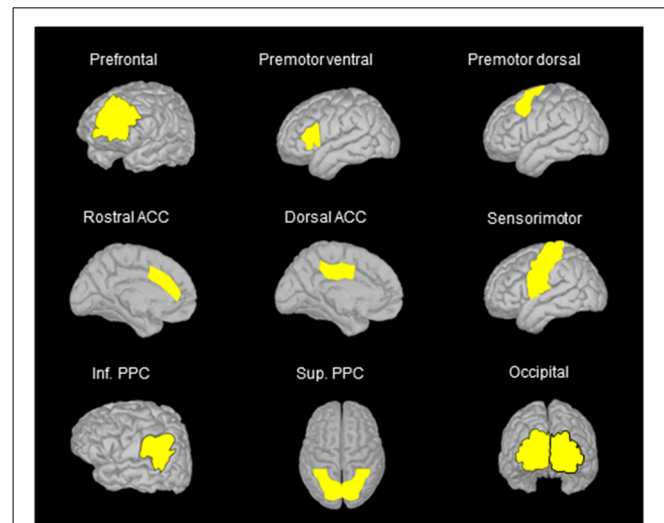 Prefrontal
Premotor ventral
Premotor dorsal
Rostral ACC
Dorsal ACC
Sensorimotor
Inf. PPC
Sup. PPC
Occipital